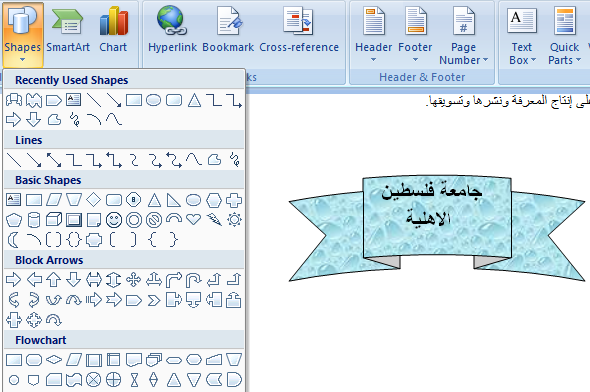 Shapes SmartArt Chart
Hyperlink Bookmark Cross-reference
Header Footer Page Number
Text Box Quick Parts
Header & Footer
Recently Used Shapes
Lines
Basic Shapes
Block Arrows
Flowchart
إنتاج المعرفة ونشرها وتسويقها.
جامعة فلسطين
الاهلية